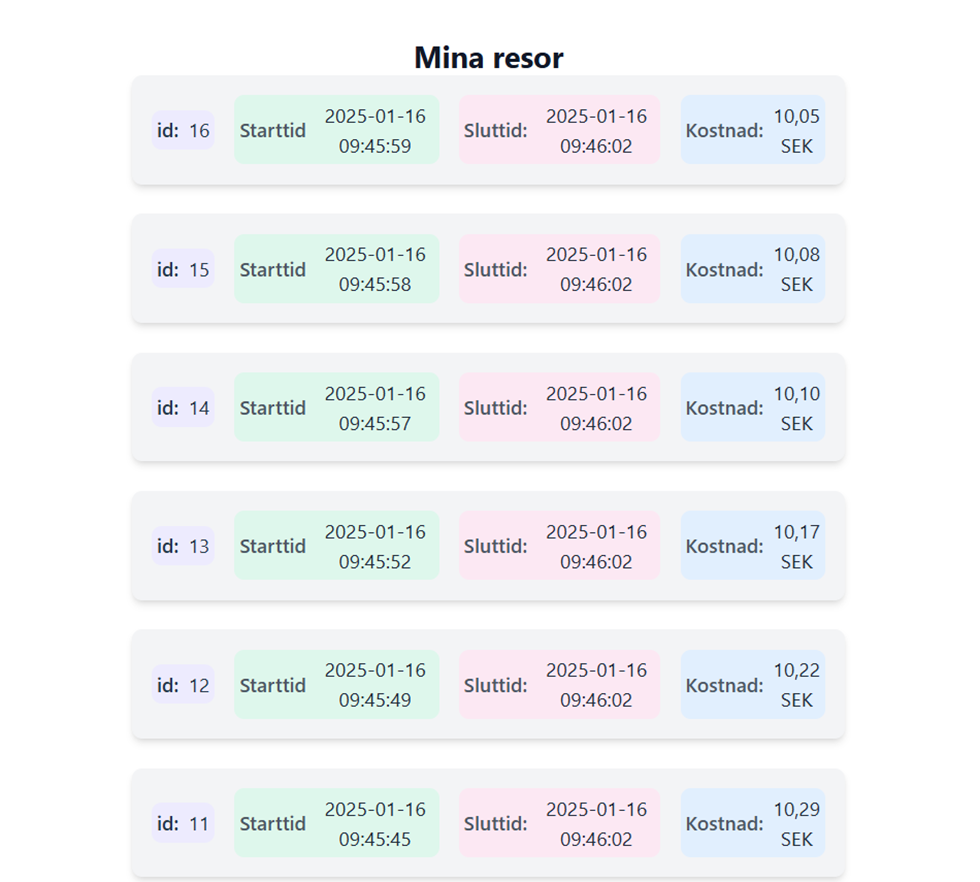 Mina resor
id: 16 Starttid 2025-01-16 09:45:59 Sluttid: 2025-01-16 09:46:02 Kostnad: 10,05 SEK
id: 15 Starttid 2025-01-16 09:45:58 Sluttid: 2025-01-16 09:46:02 Kostnad: 10,08 SEK
id: 14 Starttid 2025-01-16 09:45:57 Sluttid: 2025-01-16 09:46:02 Kostnad: 10,10 SEK
id: 13 Starttid 2025-01-16 09:45:52 Sluttid: 2025-01-16 09:46:02 Kostnad: 10,17 SEK
id: 12 Starttid 2025-01-16 09:45:49 Sluttid: 2025-01-16 09:46:02 Kostnad: 10,22 SEK
id: 11 Starttid 2025-01-16 09:45:45 Sluttid: 2025-01-16 09:46:02 Kostnad: 10,29 SEK